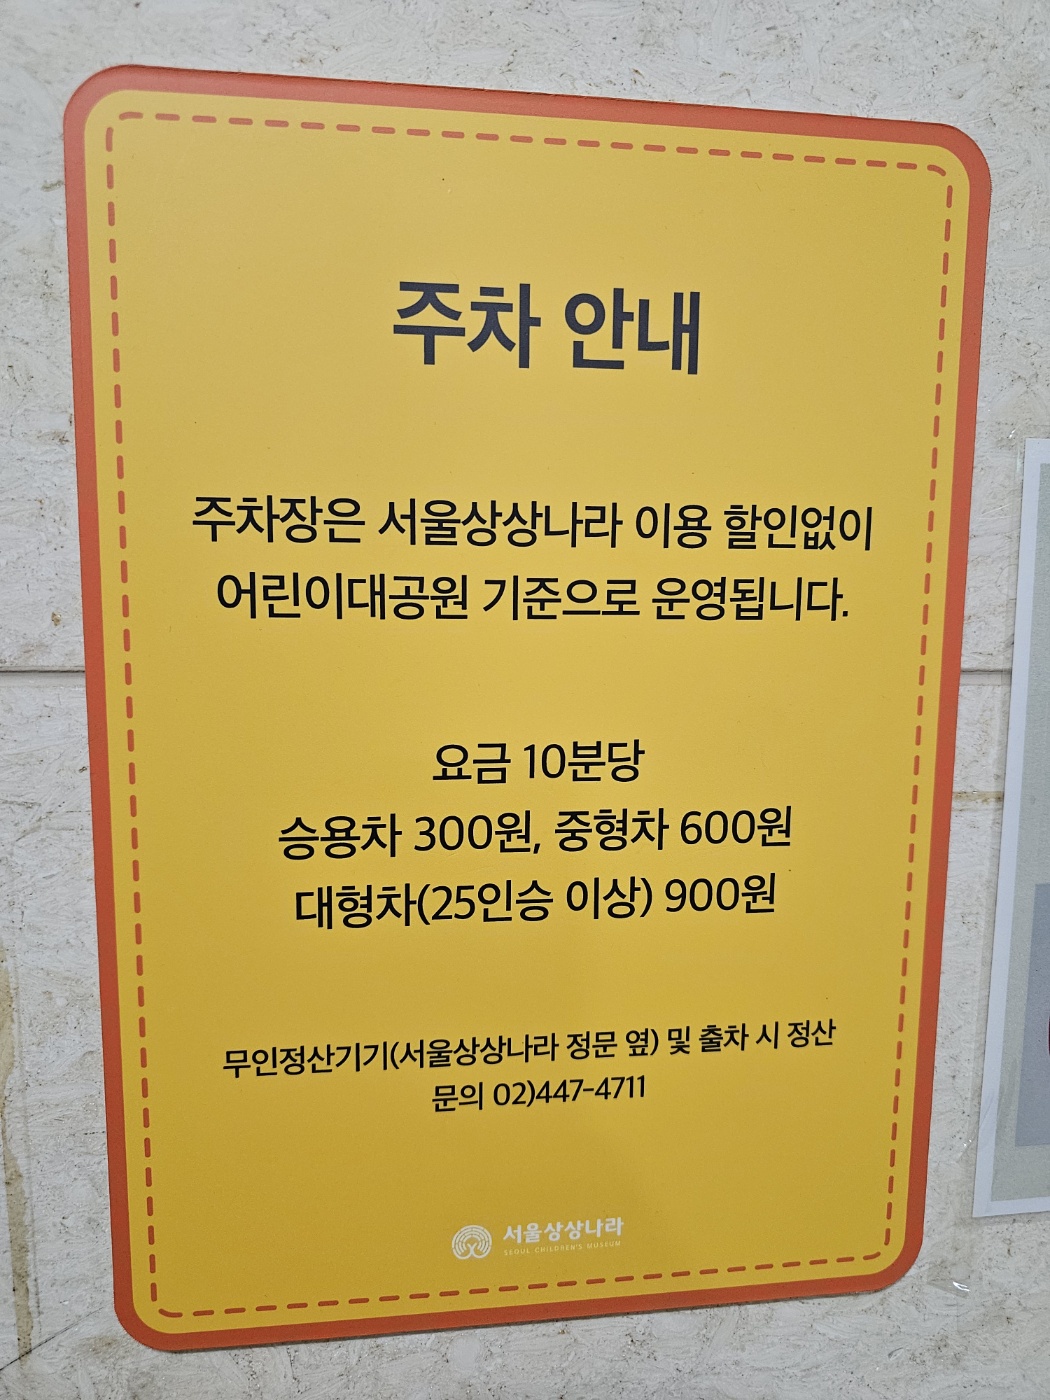 주차 안내
주차장은 서울상상나라 이용 할인없이
어린이대공원 기준으로 운영됩니다.
요금 10분당
승용차 300원, 중형차 600원
대형차(25인승 이상) 900원
무인정산기기(서울상상나라 정문 옆) 및 출차 시 정산
문의 02)447-4711
서울상상나라
SEOUL CHILDREN'S MUSEUM